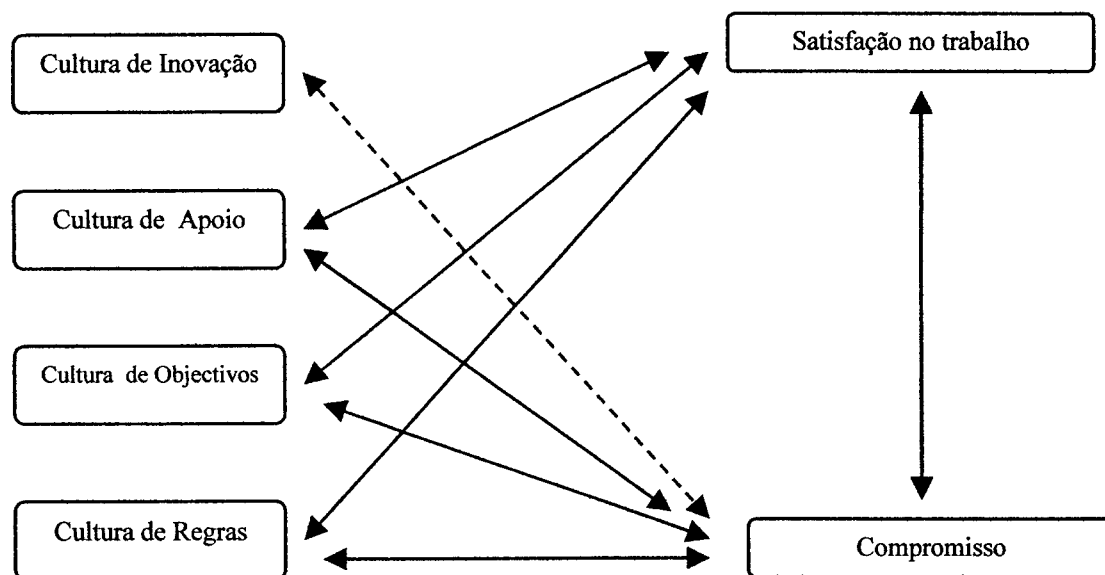 Cultura de Inovação
Satisfação no trabalho
Cultura de Apoio
Cultura de Objectivos
Cultura de Regras
Compromisso